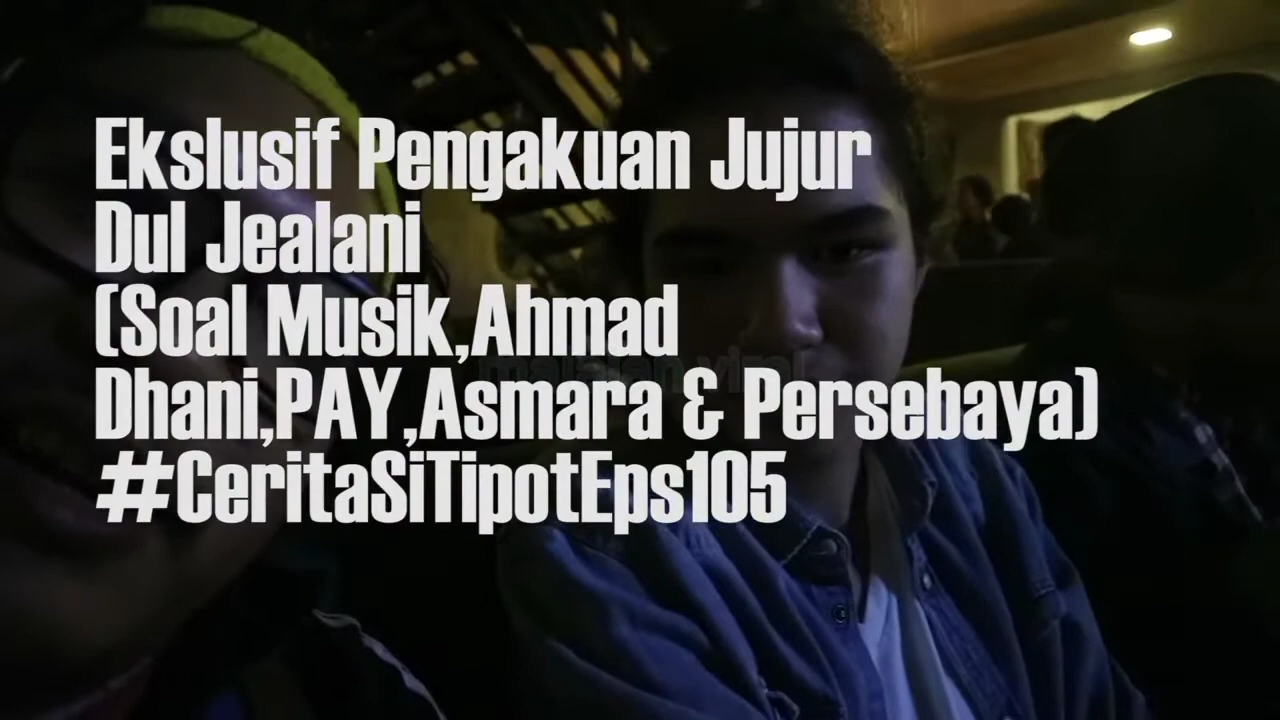 Ekslusif Pengakuan Jujur
Dul Jealani
(Soal Musik,Ahmad
Dhani,PAY,Asmara & Persebaya)
#CeritaSiTipotEps105